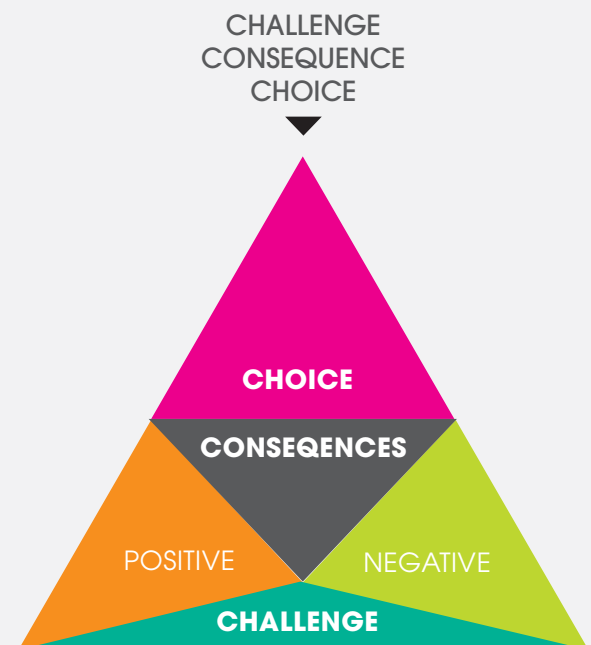 CHALLENGE
CONSEQUENCE
CHOICE
CHOICE
CONSEQENCES
POSITIVE
NEGATIVE
CHALLENGE